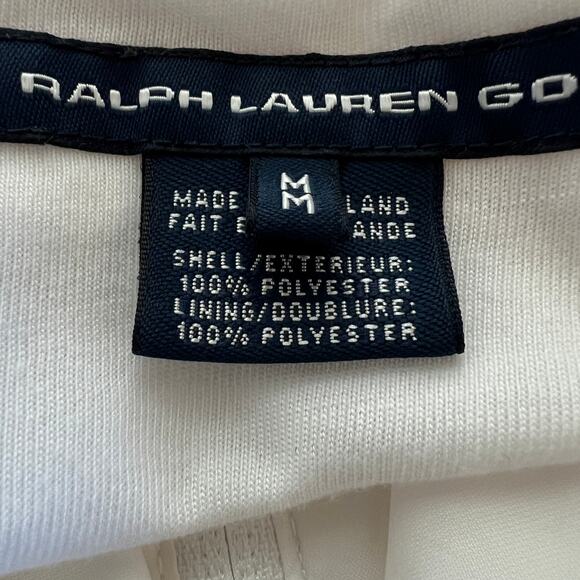 RALPH LAUREN GO
M
M
MADE LAND
FAIT E ANDE
SHELL/EXTERIEUR:
100% POLYESTER
LINING/DOUBLURE:
100% POLYESTER